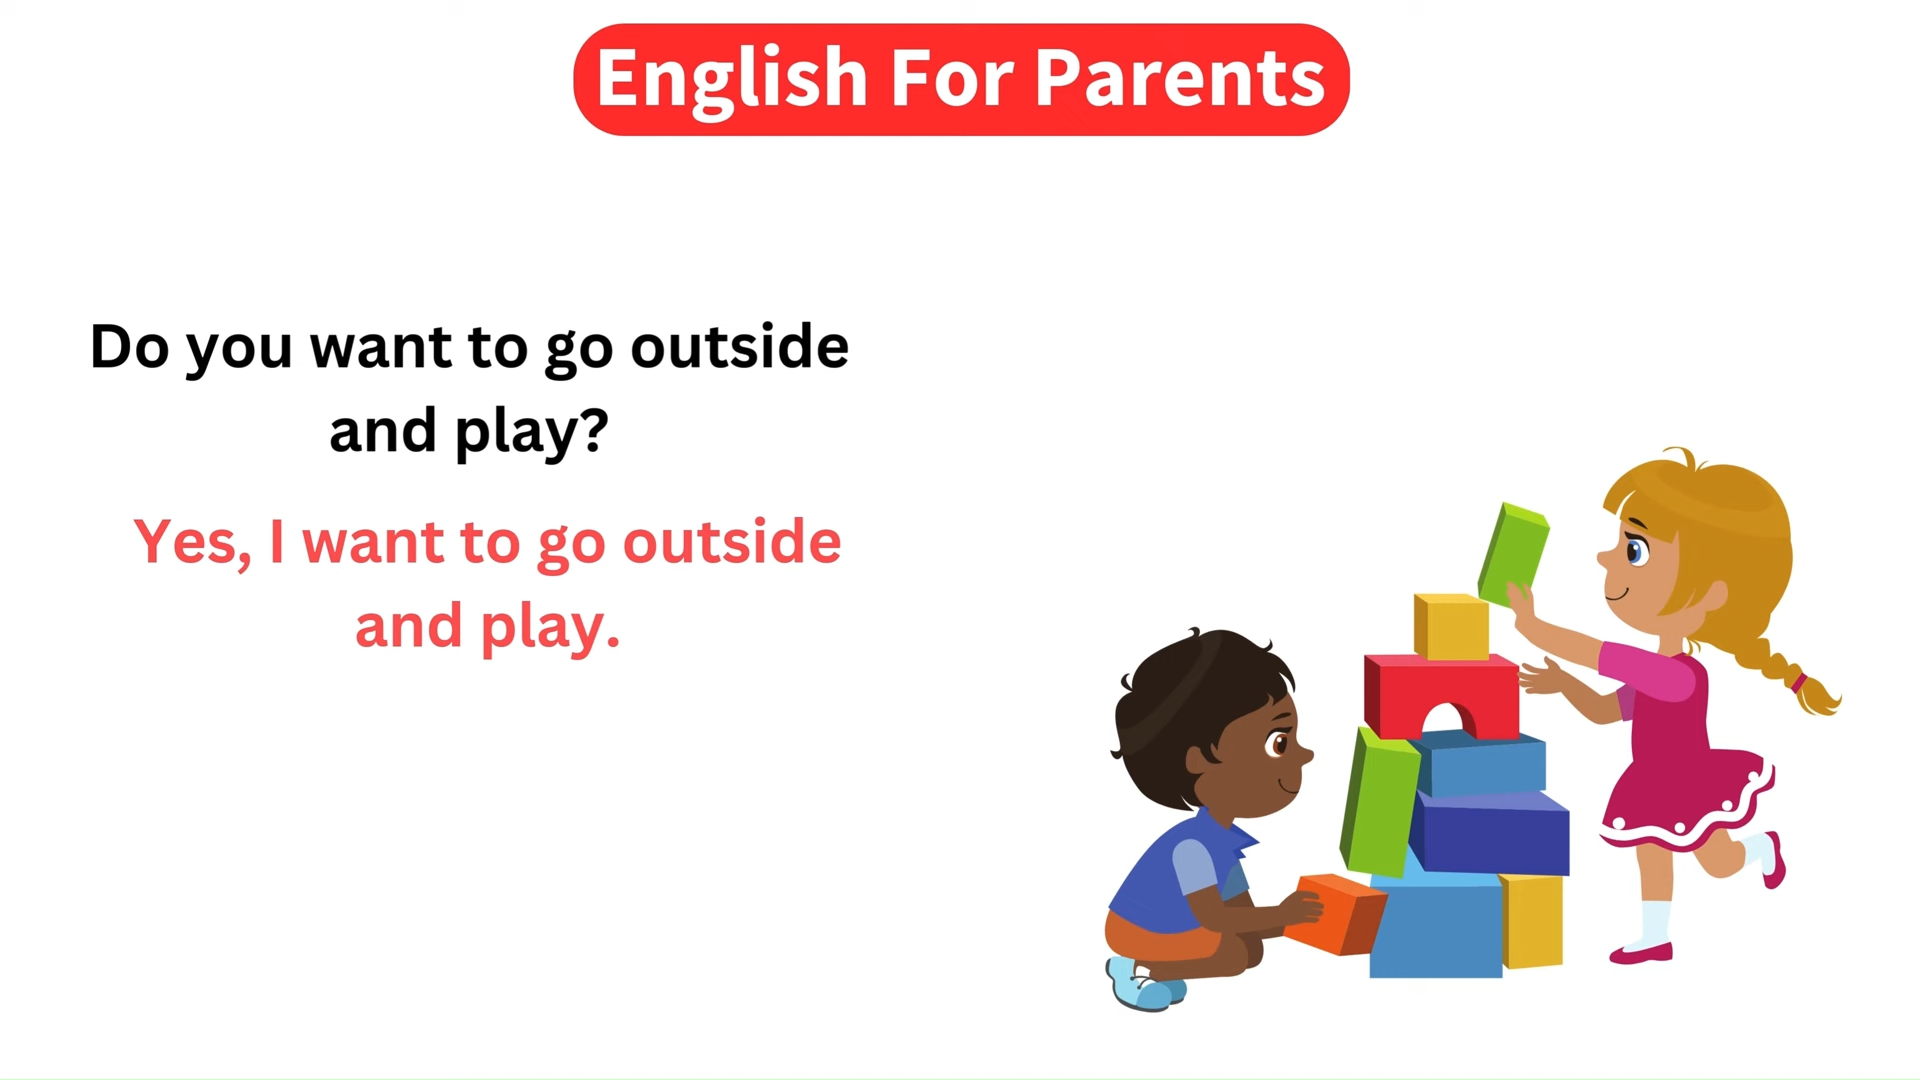 English For Parents
Do you want to go outside
and play?
Yes, I want to go outside
and play.